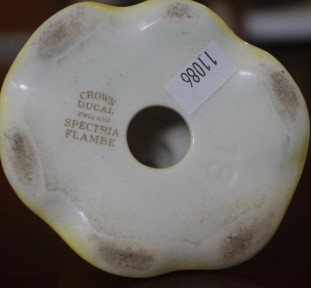 CROWN
DUCAL
ENGLAND
SPECTRIA
FLAMBE
11086